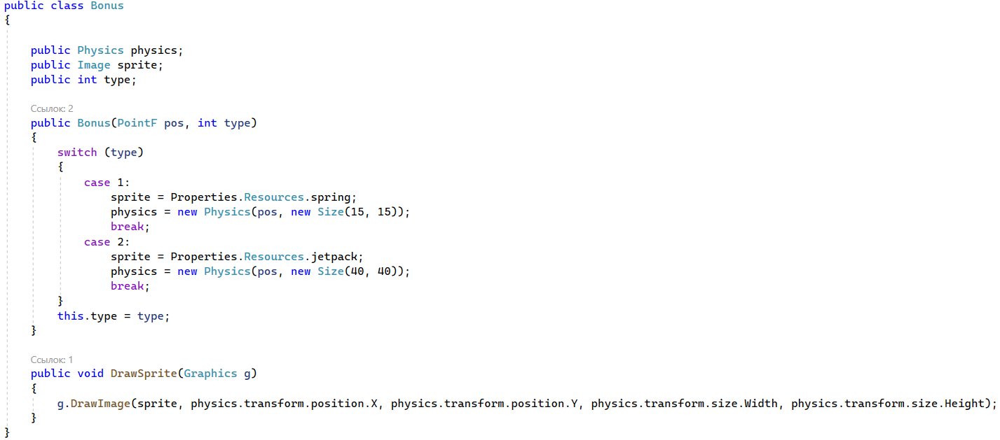 public class Bonus
{
public Physics physics;
public Image sprite;
public int type;
Ссылок: 2
public Bonus(PointF pos, int type)
{
switch (type)
{
case 1:
sprite = Properties.Resources.spring;
physics = new Physics(pos, new Size(15, 15));
break;
case 2:
sprite = Properties.Resources.jetpack;
physics = new Physics(pos, new Size(40, 40));
break;
}
this.type = type;
}
Ссылок: 1
public void DrawSprite(Graphics g)
{
g.DrawImage(sprite, physics.transform.position.X, physics.transform.position.Y, physics.transform.size.Width, physics.transform.size.Height);
}
}